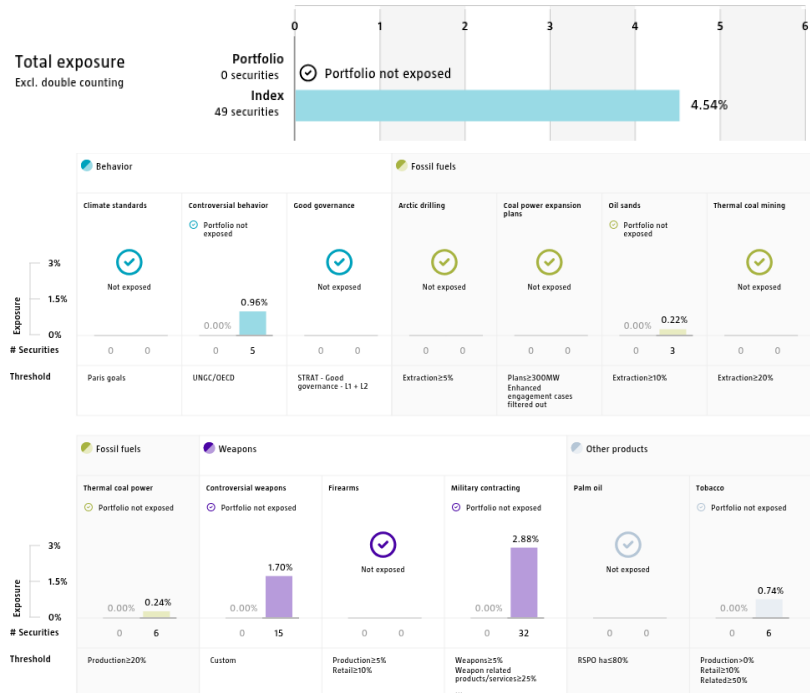 0 1 2 3 4 5 6
Total exposure
Excl. double counting
Portfolio
0 securities
Portfolio not exposed
Index
49 securities
4.54%
Behavior
Fossil fuels
Climate standards
Controversial behavior
Good governance
Arctic drilling
Coal power expansion
plans
Oil sands
Thermal coal mining
Portfolio not
exposed
Portfolio not
exposed
Not exposed
Not exposed
Not exposed
Not exposed
Not exposed
Exposure
3%
1.5%
0%
0.00%
0.96%
0.00%
0.22%
# Securities
0 0
0 5
0 0
0 0
0 0
0 3
0 0
Threshold
Paris goals
UNGC/OECD
STRAT - Good
governance - L1 + L2
Extraction≥5%
Plans≥300MW
Enhanced
engagement cases
filtered out
Extraction≥10%
Extraction≥20%
Fossil fuels
Weapons
Other products
Thermal coal power
Controversial weapons
Firearms
Military contracting
Palm oil
Tobacco
Portfolio not exposed
Portfolio not exposed
Portfolio not exposed
Portfolio not exposed
Not exposed
Not exposed
Exposure
3%
1.5%
0%
0.00%
0.24%
0.00%
1.70%
0.00%
2.88%
0.00%
0.74%
# Securities
0 6
0 15
0 0
0 32
0 0
0 6
Threshold
Production≥20%
Custom
Production≥5%
Retail≥10%
Weapons≥5%
Weapon related
products/services≥25%
RSPO ha≤80%
Production>0%
Retail≥10%
Related≥50%